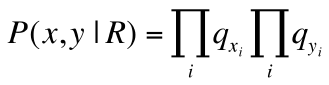 P(x,y | R) = ∏_i q_{x_i} ∏_i q_{y_i}